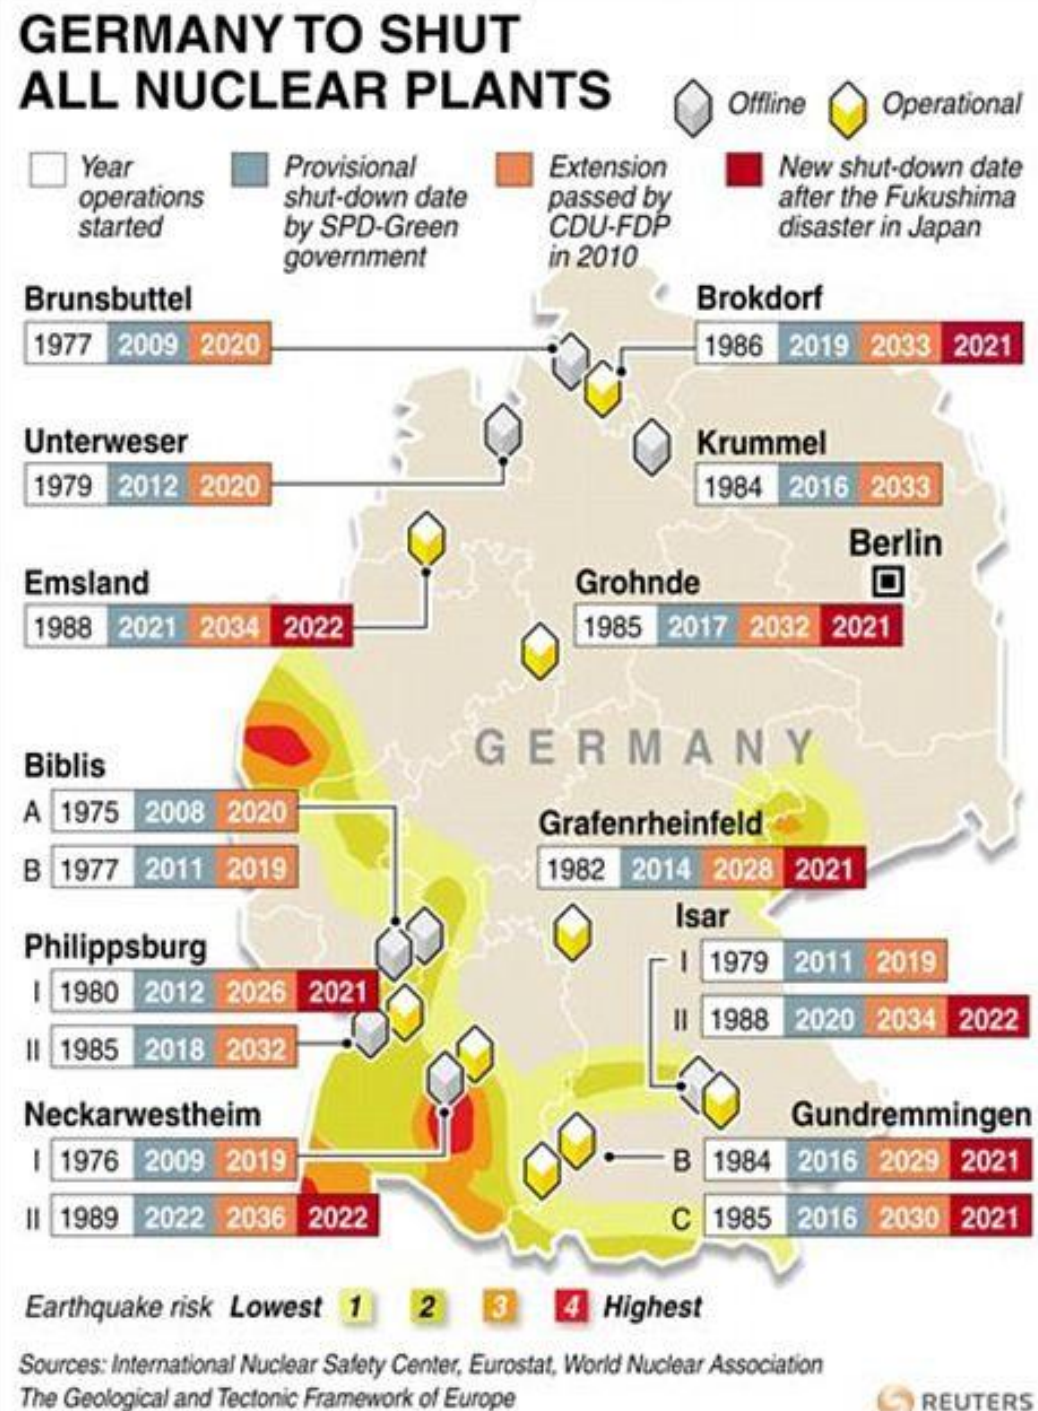 GERMANY TO SHUT
ALL NUCLEAR PLANTS
Offline
Operational
Year
operations
started
Provisional
shut-down date
by SPD-Green
government
Extension
passed by
CDU-FDP
in 2010
New shut-down date
after the Fukushima
disaster in Japan
Brunsbuttel
1977 2009 2020
Brokdorf
1986 2019 2033 2021
Unterweser
1979 2012 2020
Krummel
1984 2016 2033
Berlin
Emsland
1988 2021 2034 2022
Grohnde
1985 2017 2032 2021
GERMANY
Biblis
A 1975 2008 2020
B 1977 2011 2019
Grafenrheinfeld
1982 2014 2028 2021
Philippsburg
I 1980 2012 2026 2021
II 1985 2018 2032
Isar
I 1979 2011 2019
II 1988 2020 2034 2022
Neckarwestheim
I 1976 2009 2019
II 1989 2022 2036 2022
Gundremmingen
B 1984 2016 2029 2021
C 1985 2016 2030 2021
Earthquake risk Lowest 1 2 3 4 Highest
Sources: International Nuclear Safety Center, Eurostat, World Nuclear Association
The Geological and Tectonic Framework of Europe
REUTERS